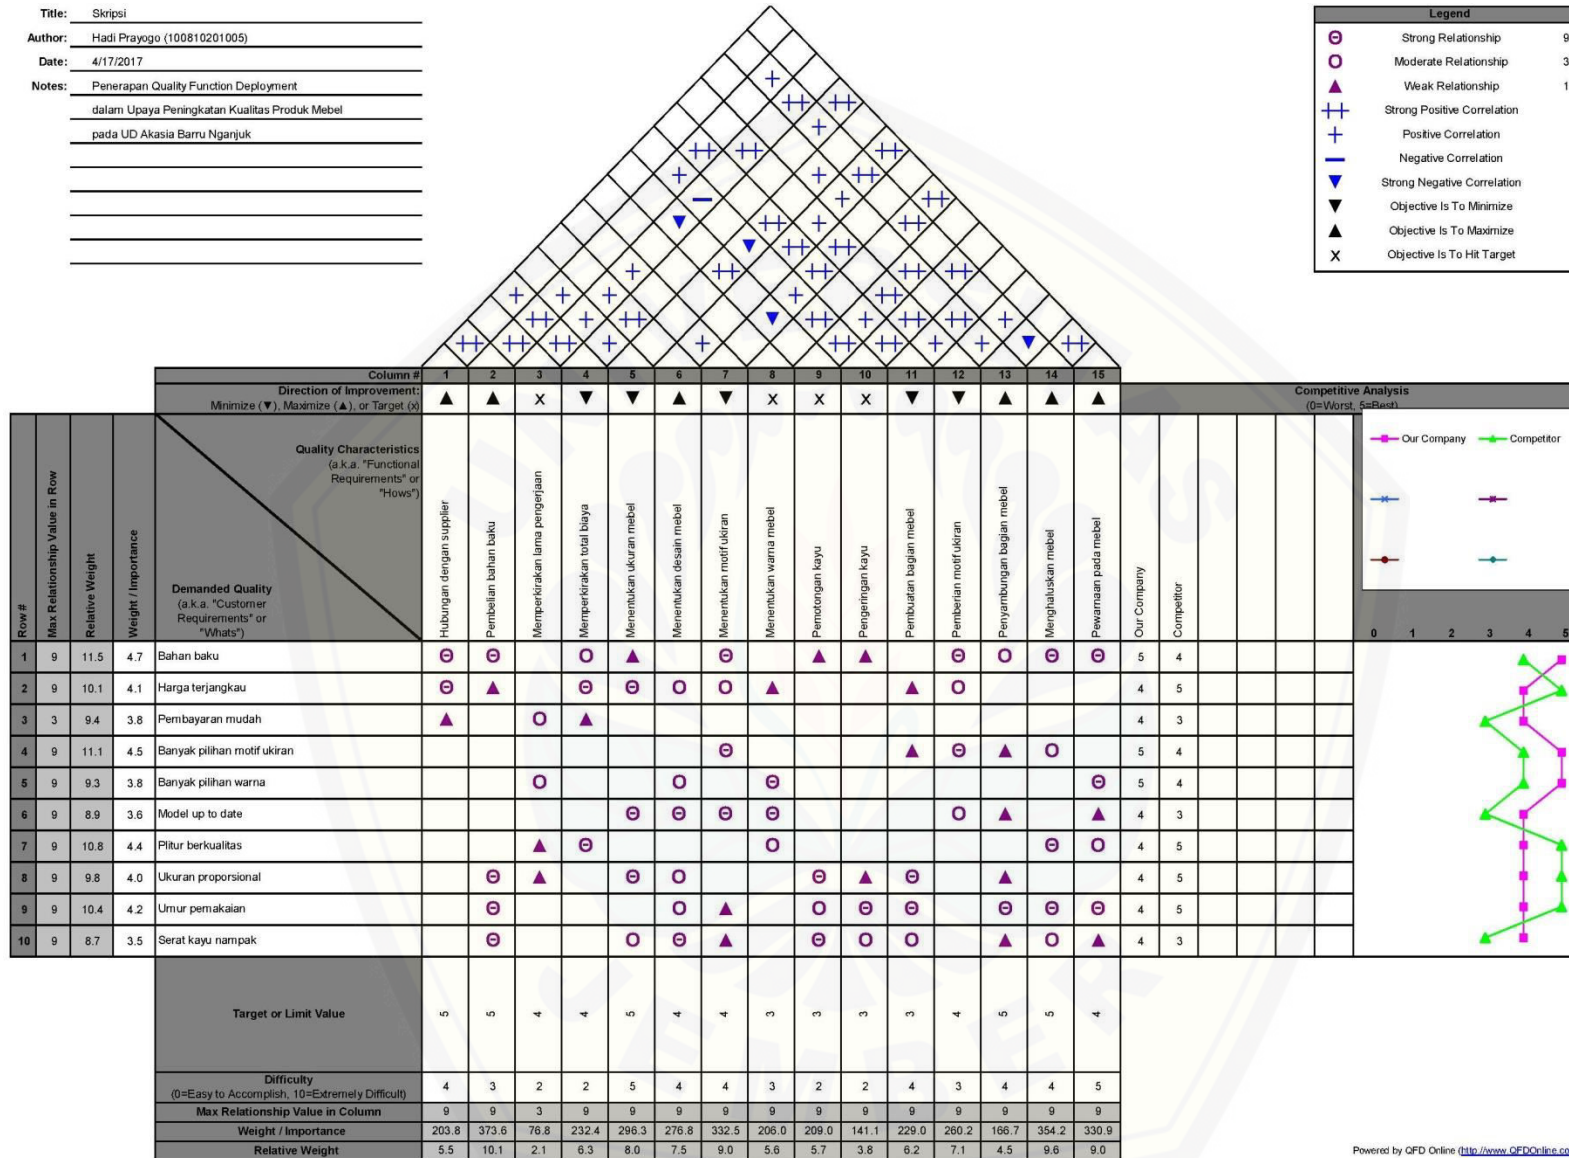 Title: Skripsi
Author: Hadi Prayogo (100810201005)
Date: 4/17/2017
Notes: Penerapan Quality Function Deployment
dalam Upaya Peningkatan Kualitas Produk Mebel
pada UD Akasia Barru Nganjuk
Legend
Θ Strong Relationship 9
Ο Moderate Relationship 3
▲ Weak Relationship 1
┼┼ Strong Positive Correlation
┼ Positive Correlation
▬ Negative Correlation
▼ Strong Negative Correlation
▼ Objective Is To Minimize
▲ Objective Is To Maximize
x Objective Is To Hit Target
Column # 1 2 3 4 5 6 7 8 9 10 11 12 13 14 15
Direction of Improvement:
Minimize (▼), Maximize (▲), or Target (x) ▲ ▲ x ▼ ▼ ▲ ▼ x x x ▼ ▼ ▲ ▲ ▲
Competitive Analysis
(0=Worst, 5=Best)
Row #
Max Relationship Value in Row
Relative Weight
Weight / Importance
Quality Characteristics
(a.k.a. "Functional
Requirements" or
"Hows")
Demanded Quality
(a.k.a. "Customer
Requirements" or
"Whats")
Hubungan dengan supplier
Pembelian bahan baku
Memperkirakan lama pengerjaan
Memperkirakan total biaya
Menentukan ukuran mebel
Menentukan desain mebel
Menentukan motif ukiran
Menentukan warna mebel
Pemotongan kayu
Pengeringan kayu
Pembuatan bagian mebel
Pemberian motif ukiran
Penyambungan bagian mebel
Menghaluskan mebel
Pewarnaan pada mebel
Our Company
Competitor
Our Company Competitor
0 1 2 3 4 5
1 9 11.5 4.7 Bahan baku Θ Θ Ο ▲ Θ ▲ ▲ Θ Ο Θ Θ 5 4
2 9 10.1 4.1 Harga terjangkau Θ ▲ Θ Θ Ο Ο ▲ ▲ Ο 4 5
3 3 9.4 3.8 Pembayaran mudah ▲ Ο ▲ 4 3
4 9 11.1 4.5 Banyak pilihan motif ukiran Θ ▲ Θ ▲ Ο 5 4
5 9 9.3 3.8 Banyak pilihan warna Ο Ο Θ Θ 5 4
6 9 8.9 3.6 Model up to date Θ Θ Θ Θ Ο ▲ ▲ 4 3
7 9 10.8 4.4 Plitur berkualitas ▲ Θ Ο Θ Ο 4 5
8 9 9.8 4.0 Ukuran proporsional Θ ▲ Θ Ο Θ ▲ Θ ▲ 4 5
9 9 10.4 4.2 Umur pemakaian Θ Ο ▲ Ο Θ Θ Θ Θ Θ 4 5
10 9 8.7 3.5 Serat kayu nampak Θ Ο Θ ▲ Θ Ο Ο ▲ Ο ▲ 4 3
Target or Limit Value 5 5 4 4 5 4 4 3 3 3 3 4 5 5 4
Difficulty
(0=Easy to Accomplish, 10=Extremely Difficult) 4 3 2 2 5 4 4 3 2 2 4 3 4 4 5
Max Relationship Value in Column 9 9 3 9 9 9 9 9 9 9 9 9 9 9 9
Weight / Importance 203.8 373.6 76.8 232.4 296.3 276.8 332.5 206.0 209.0 141.1 229.0 260.2 166.7 354.2 330.9
Relative Weight 5.5 10.1 2.1 6.3 8.0 7.5 9.0 5.6 5.7 3.8 6.2 7.1 4.5 9.6 9.0
Powered by QFD Online (http://www.QFDOnline.co
UNIVERSITAS
JEMBER